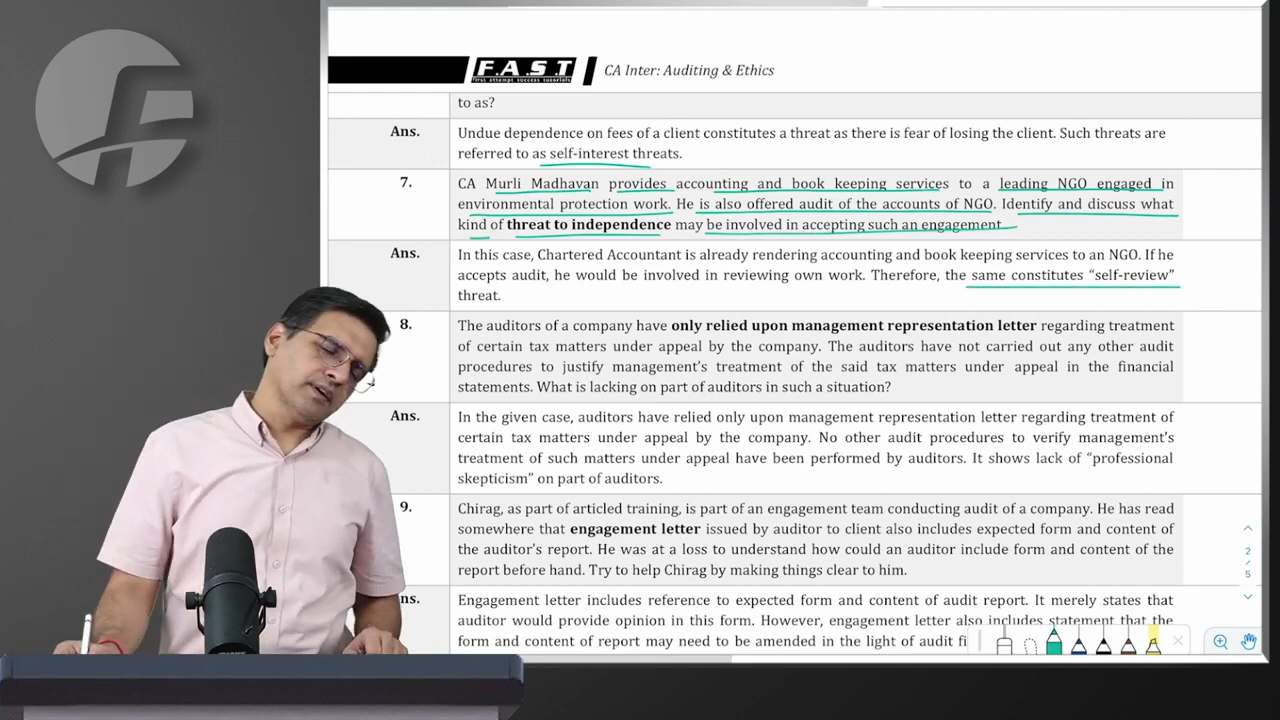 F.A.S.T
first attempt success tutorials
CA Inter: Auditing & Ethics
to as?
Ans.
Undue dependence on fees of a client constitutes a threat as there is fear of losing the client. Such threats are
referred to as self-interest threats.
7.
CA Murli Madhavan provides accounting and book keeping services to a leading NGO engaged in
environmental protection work. He is also offered audit of the accounts of NGO. Identify and discuss what
kind of threat to independence may be involved in accepting such an engagement.
Ans.
In this case, Chartered Accountant is already rendering accounting and book keeping services to an NGO. If he
accepts audit, he would be involved in reviewing own work. Therefore, the same constitutes “self-review”
threat.
8.
The auditors of a company have only relied upon management representation letter regarding treatment
of certain tax matters under appeal by the company. The auditors have not carried out any other audit
procedures to justify management’s treatment of the said tax matters under appeal in the financial
statements. What is lacking on part of auditors in such a situation?
Ans.
In the given case, auditors have relied only upon management representation letter regarding treatment of
certain tax matters under appeal by the company. No other audit procedures to verify management’s
treatment of such matters under appeal have been performed by auditors. It shows lack of “professional
skepticism” on part of auditors.
9.
Chirag, as part of articled training, is part of an engagement team conducting audit of a company. He has read
somewhere that engagement letter issued by auditor to client also includes expected form and content of
the auditor’s report. He was at a loss to understand how could an auditor include form and content of the
report before hand. Try to help Chirag by making things clear to him.
ns.
Engagement letter includes reference to expected form and content of audit report. It merely states that
auditor would provide opinion in this form. However, engagement letter also includes statement that the
form and content of report may need to be amended in the light of audit fi
2
/
5